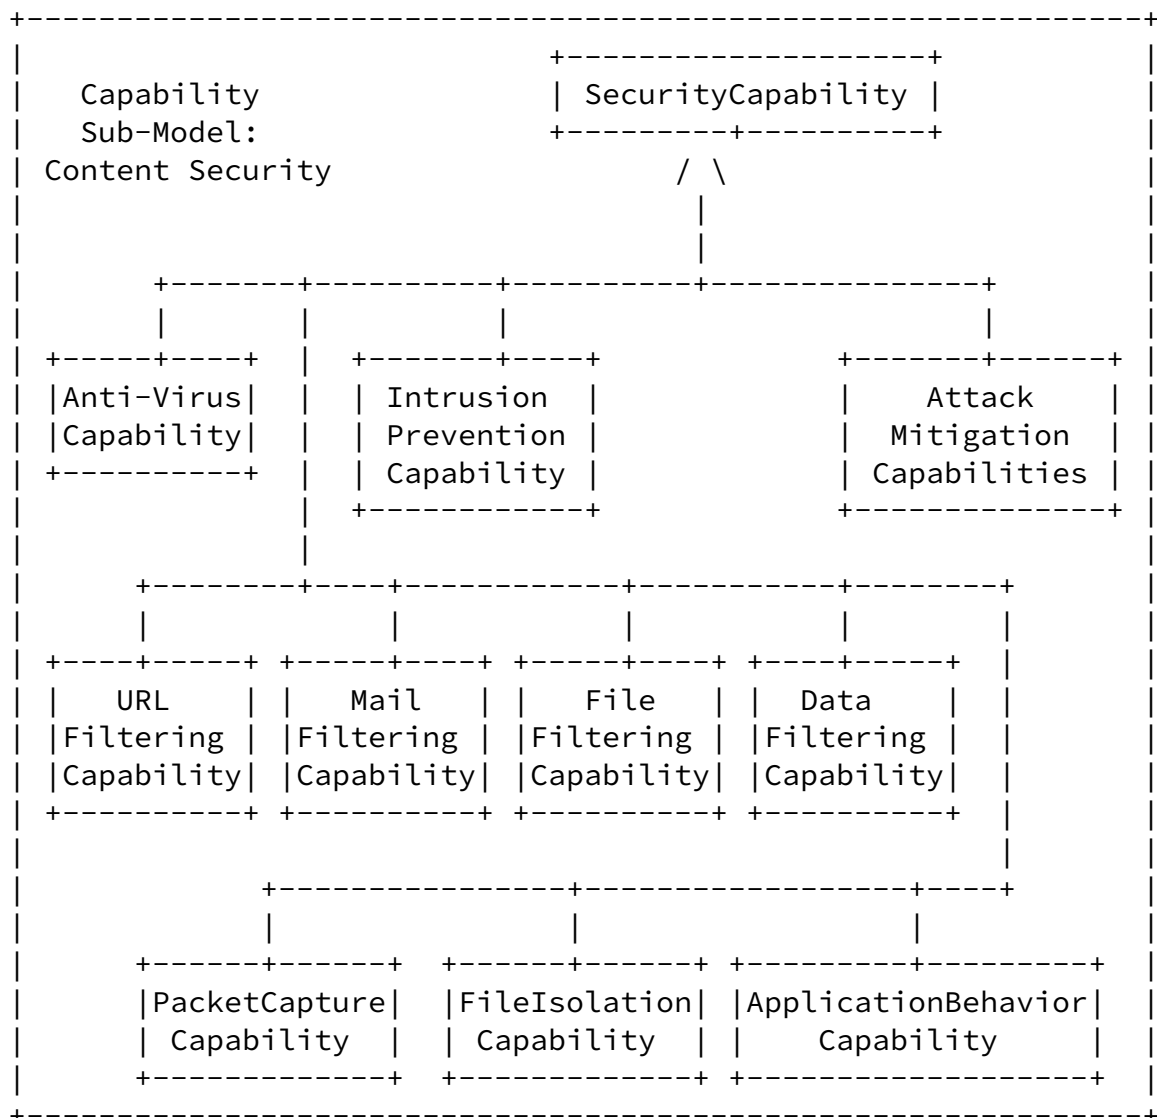 Capability
SecurityCapability
Sub-Model:
Content Security
Anti-Virus
Capability
Intrusion
Prevention
Capability
Attack
Mitigation
Capabilities
URL
Filtering
Capability
Mail
Filtering
Capability
File
Filtering
Capability
Data
Filtering
Capability
PacketCapture
Capability
FileIsolation
Capability
ApplicationBehavior
Capability